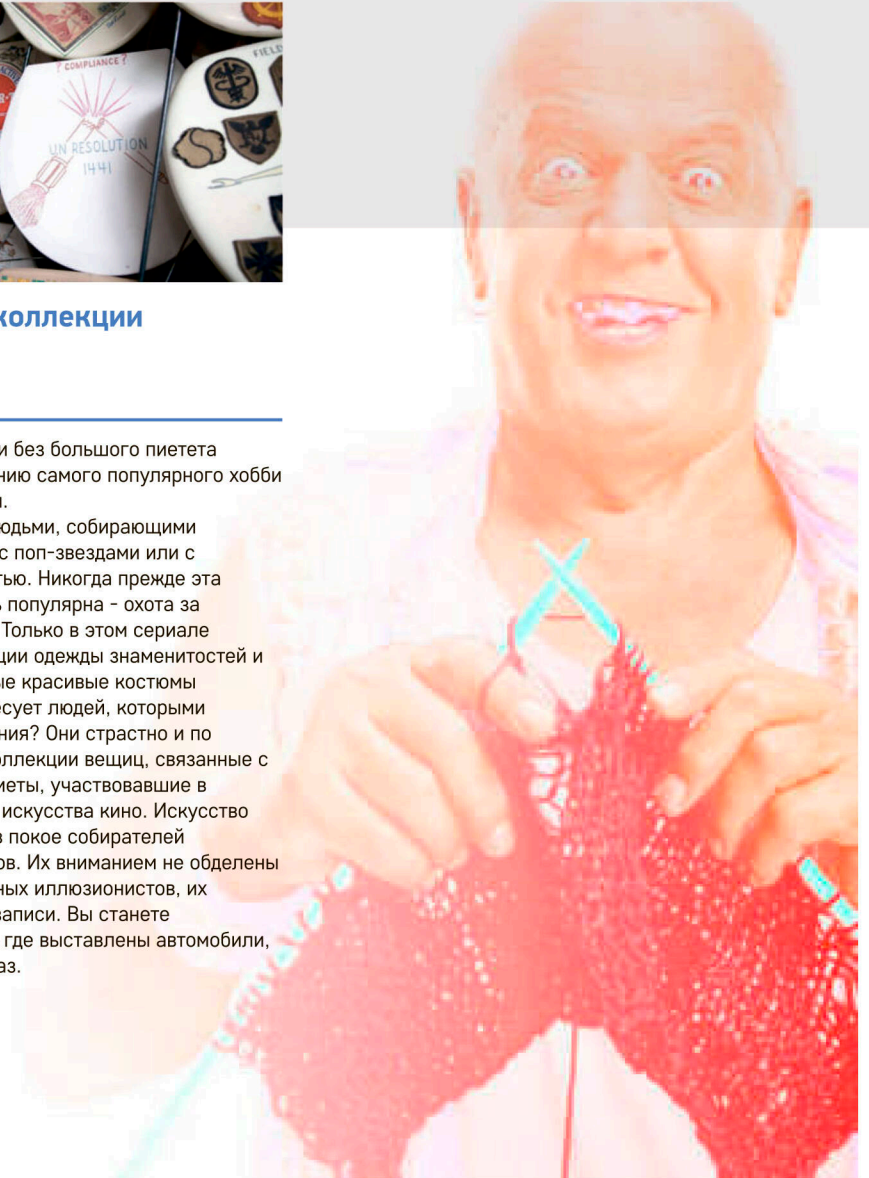 ? COMPLIANCE ?
UN RESOLUTION
1441
FIELD
коллекции
и без большого пиетета
нию самого популярного хобби
юдьми, собирающими
с поп-звездами или с
тью. Никогда прежде эта
популярна - охота за
Только в этом сериале
ции одежды знаменитостей и
ые красивые костюмы
есует людей, которыми
ния? Они страстно и по
оллекции вещиц, связанные с
меты, участвовавшие в
искусства кино. Искусство
в покое собирателей
ов. Их вниманием не обделены
ных иллюзионистов, их
записи. Вы станете
где выставлены автомобили,
аз.